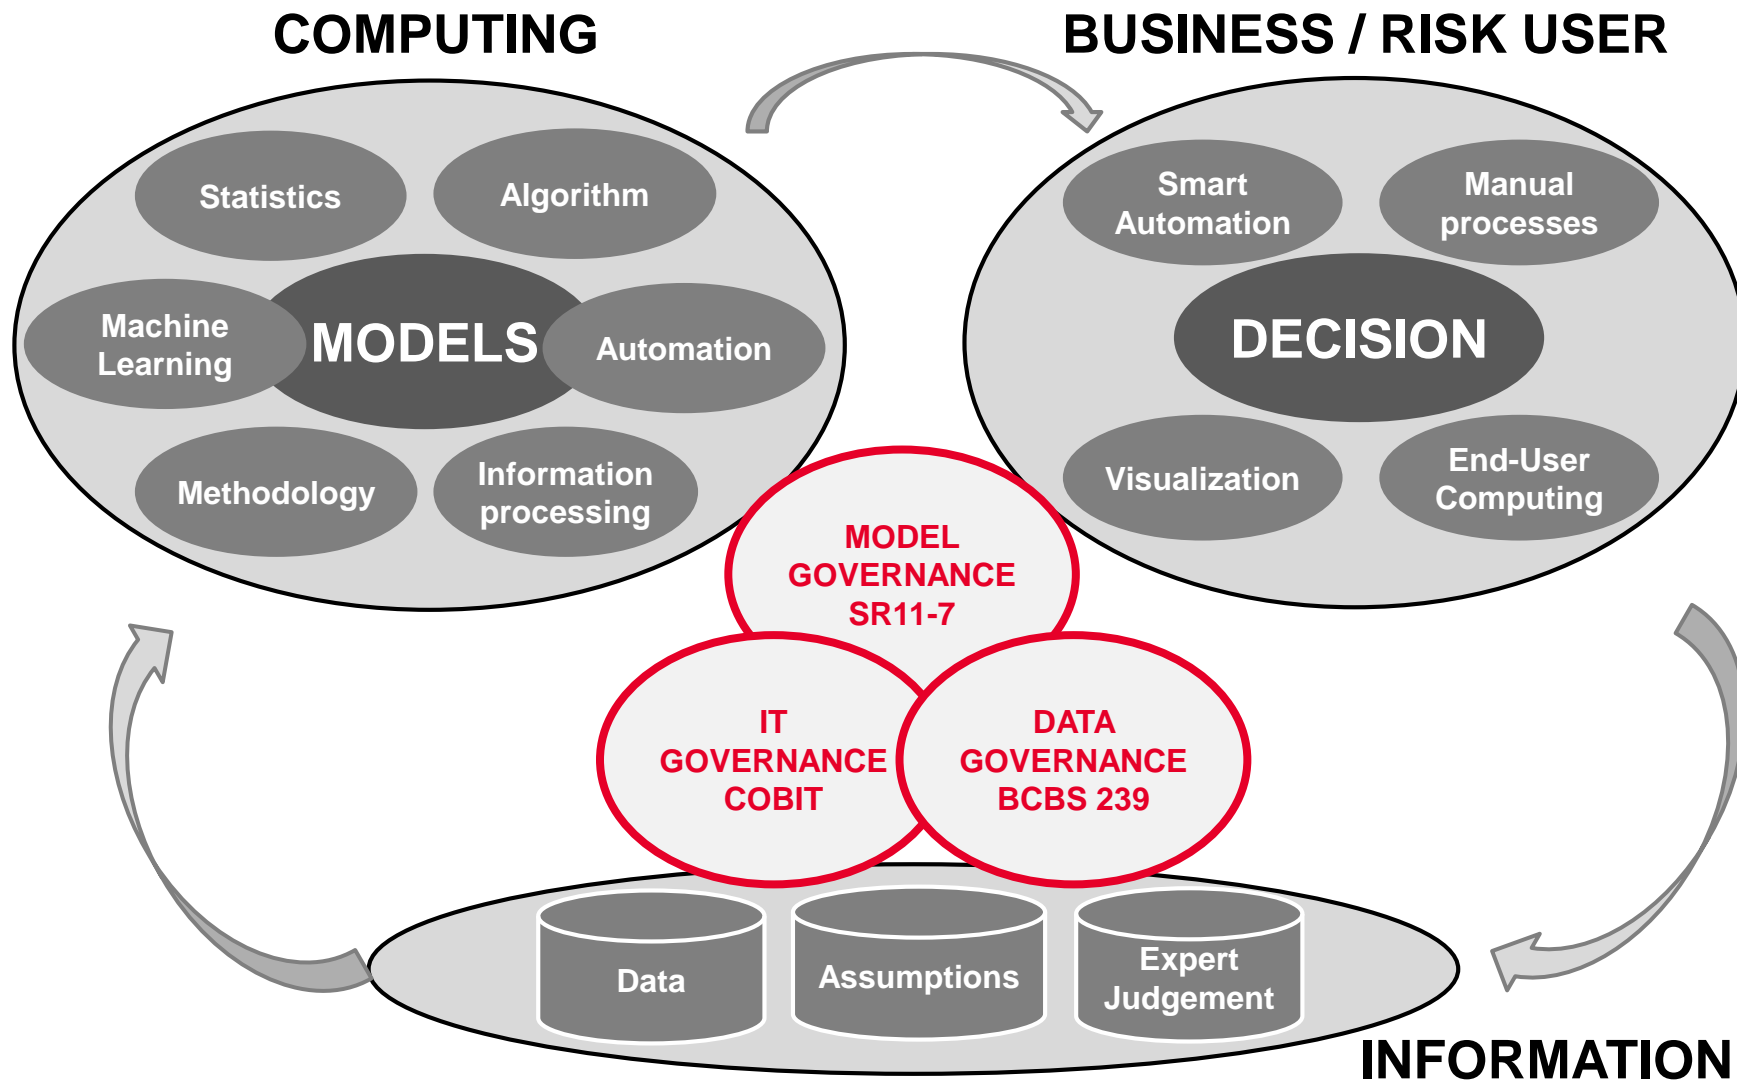 COMPUTING
BUSINESS / RISK USER
Statistics
Algorithm
Machine
Learning
MODELS
Automation
Methodology
Information
processing
Smart
Automation
Manual
processes
DECISION
Visualization
End-User
Computing
MODEL
GOVERNANCE
SR11-7
IT
GOVERNANCE
COBIT
DATA
GOVERNANCE
BCBS 239
Data
Assumptions
Expert
Judgement
INFORMATION